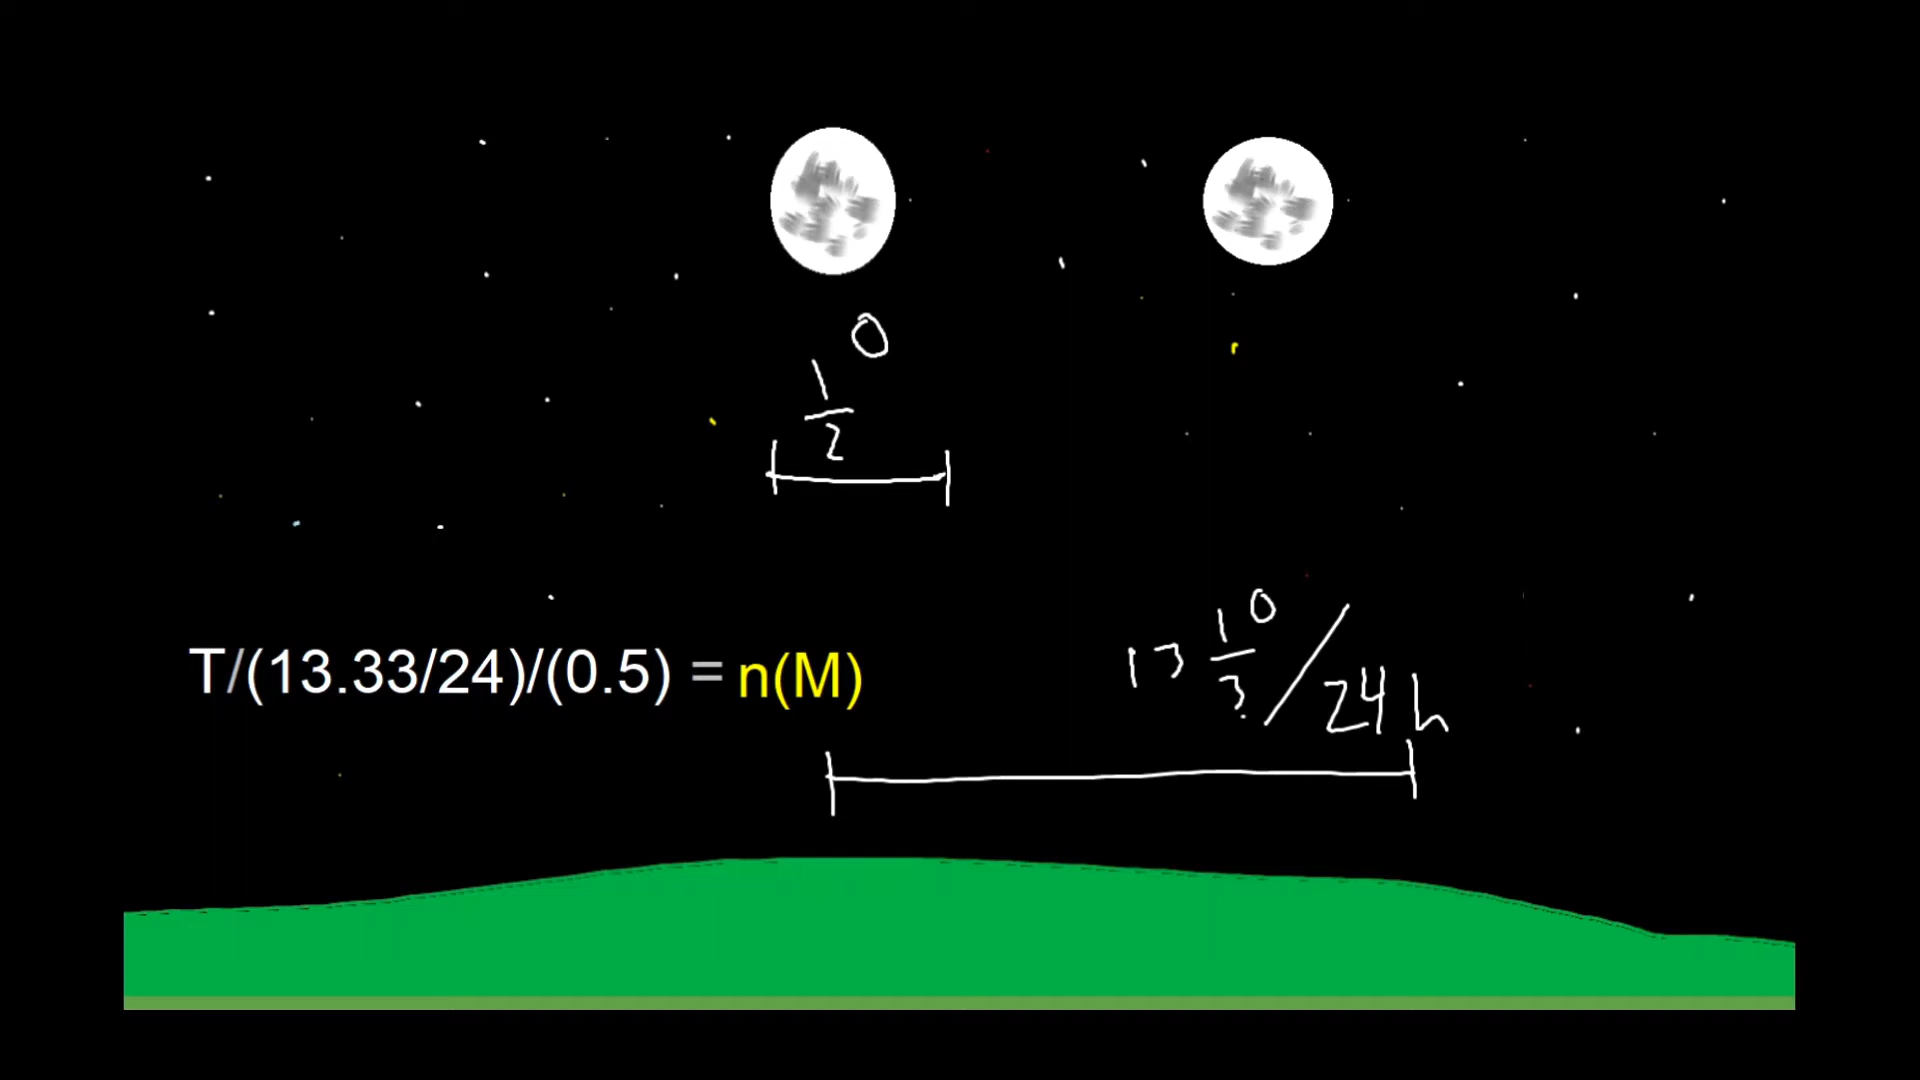 1/2 °
T/(13.33/24)/(0.5) = n(M)
13 1/3 ° / 24 h